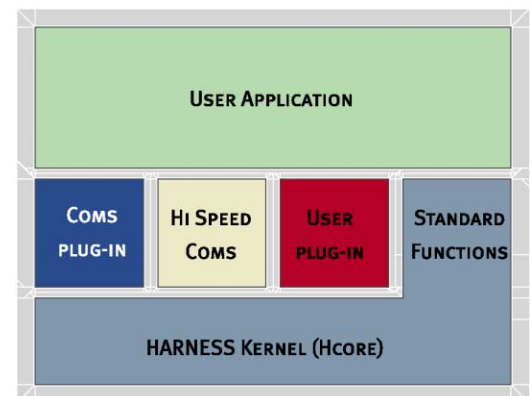 USER APPLICATION
COMS
PLUG-IN
HI SPEED
COMS
USER
PLUG-IN
STANDARD
FUNCTIONS
HARNESS KERNEL (HCORE)